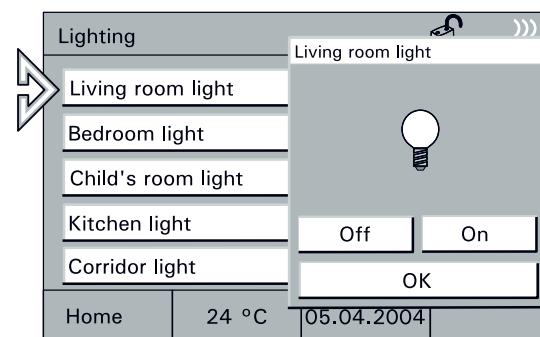 Lighting
)))
Living room light
Living room light
Bedroom light
Child's room light
Kitchen light
Off On
Corridor light
OK
Home 24 °C 05.04.2004